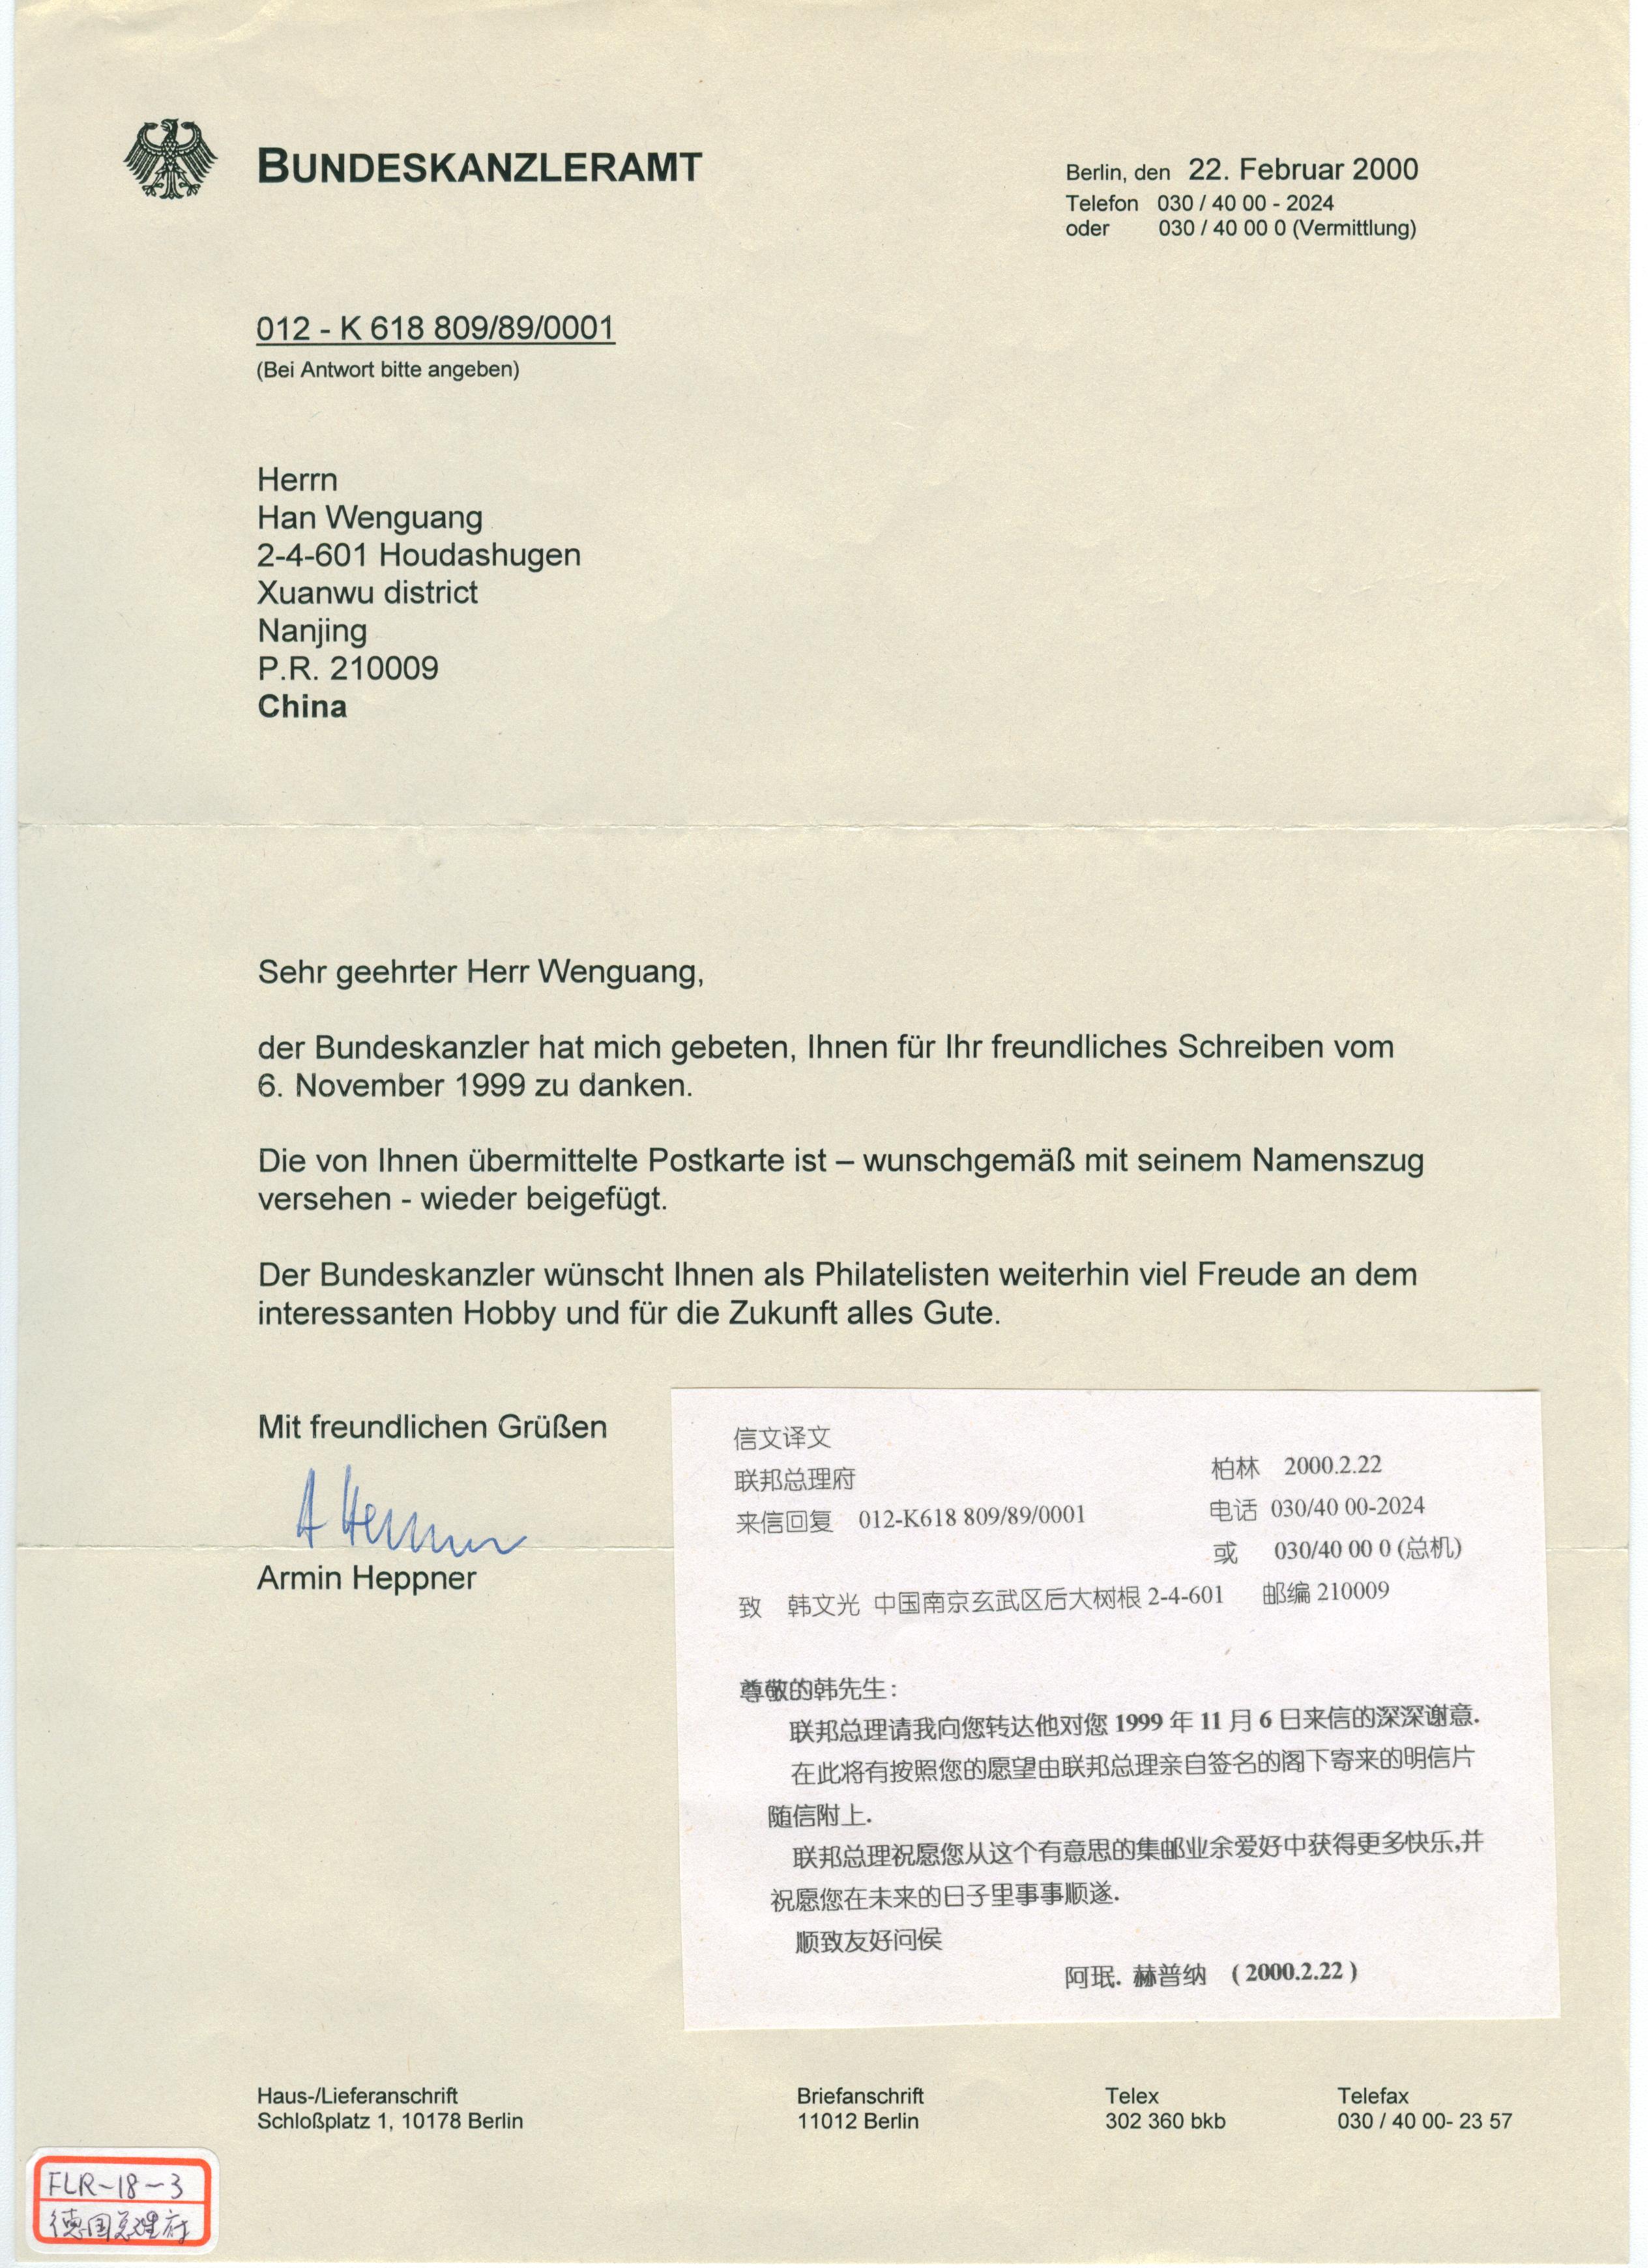 BUNDESKANZLERAMT
Berlin, den 22. Februar 2000
Telefon 030 / 40 00 - 2024
oder 030 / 40 00 0 (Vermittlung)
012 - K 618 809/89/0001
(Bei Antwort bitte angeben)
Herrn
Han Wenguang
2-4-601 Houdashugen
Xuanwu district
Nanjing
P.R. 210009
China
Sehr geehrter Herr Wenguang,
der Bundeskanzler hat mich gebeten, Ihnen für Ihr freundliches Schreiben vom
6. November 1999 zu danken.
Die von Ihnen übermittelte Postkarte ist – wunschgemäß mit seinem Namenszug
versehen - wieder beigefügt.
Der Bundeskanzler wünscht Ihnen als Philatelisten weiterhin viel Freude an dem
interessanten Hobby und für die Zukunft alles Gute.
Mit freundlichen Grüßen
A Heppner
Armin Heppner
信文译文
联邦总理府
柏林 2000.2.22
来信回复 012-K618 809/89/0001
电话 030/40 00-2024
或 030/40 00 0 (总机)
致 韩文光 中国南京玄武区后大树根 2-4-601 邮编 210009
尊敬的韩先生:
联邦总理请我向您转达他对您 1999 年 11 月 6 日来信的深深谢意.
在此将有按照您的愿望由联邦总理亲自签名的阁下寄来的明信片
随信附上.
联邦总理祝愿您从这个有意思的集邮业余爱好中获得更多快乐,并
祝愿您在未来的日子里事事顺遂.
顺致友好问侯
阿珉. 赫普纳 ( 2000.2.22 )
Haus-/Lieferanschrift
Schloßplatz 1, 10178 Berlin
Briefanschrift
11012 Berlin
Telex
302 360 bkb
Telefax
030 / 40 00- 23 57
FLR-18-3
德国总理府